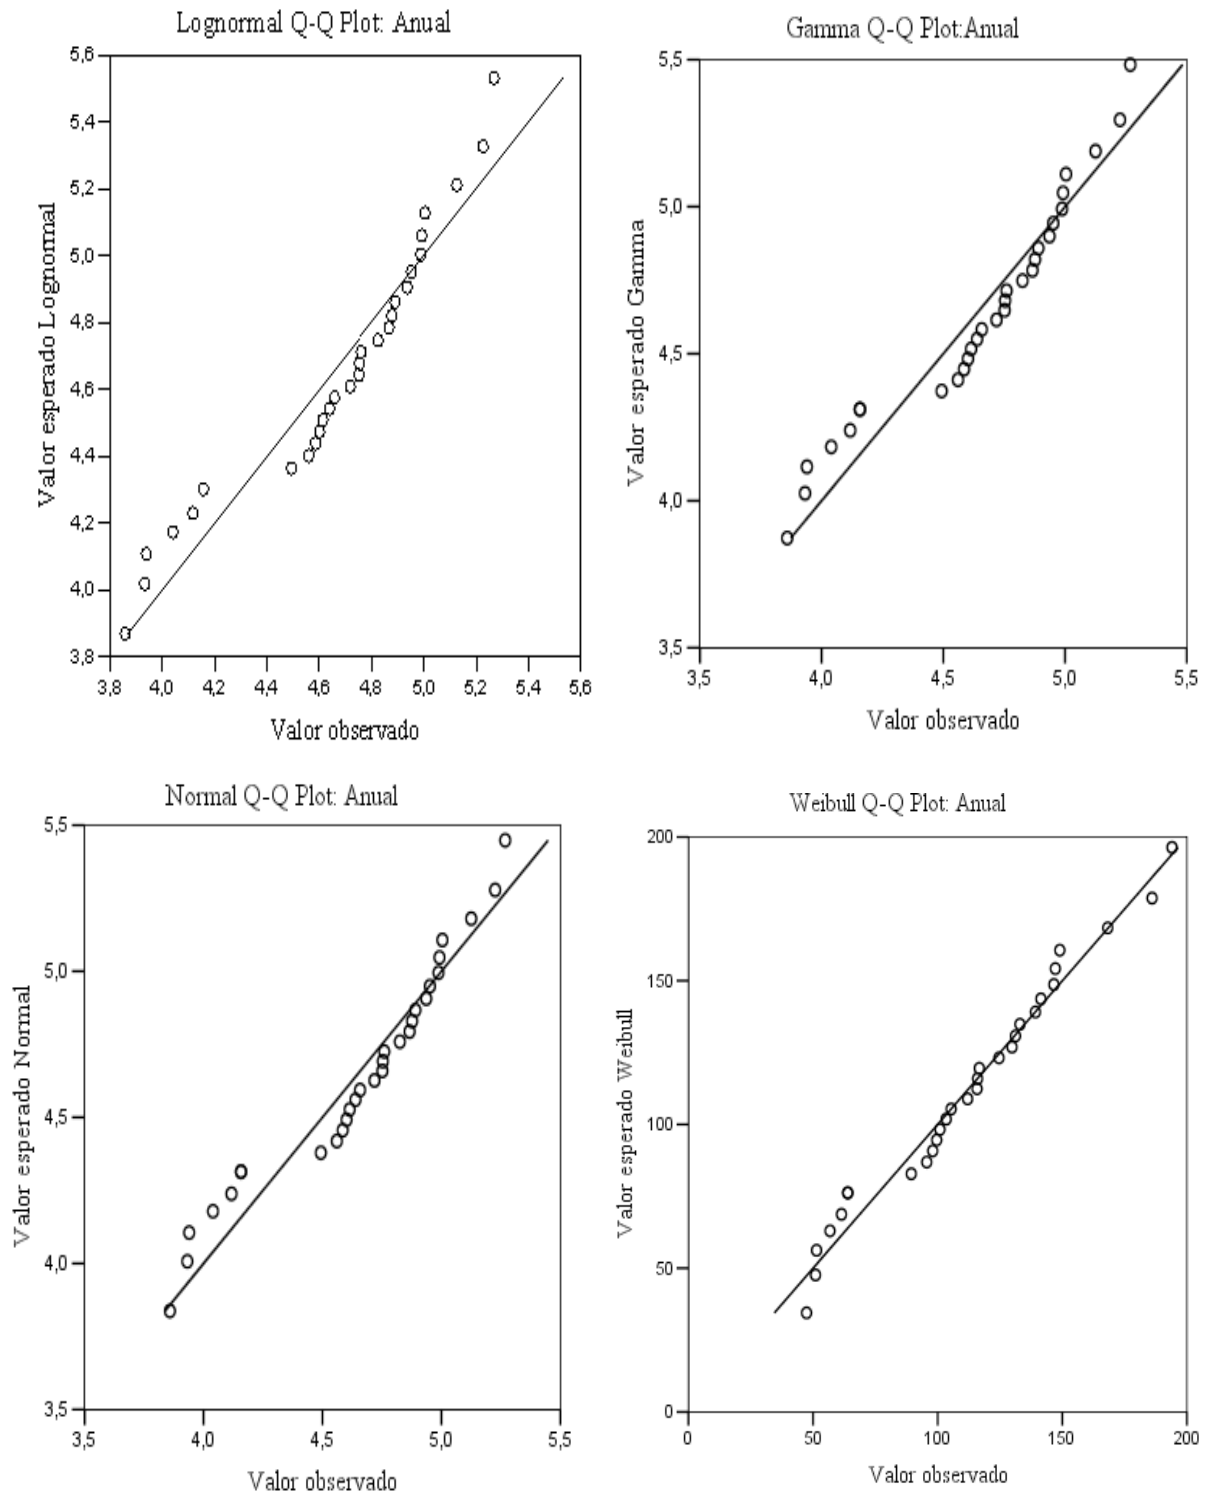 Lognormal Q-Q Plot: Anual
5,6
5,4
5,2
5,0
4,8
4,6
4,4
4,2
4,0
3,8
Valor esperado Lognormal
3,8 4,0 4,2 4,4 4,6 4,8 5,0 5,2 5,4 5,6
Valor observado
Gamma Q-Q Plot:Anual
5,5
5,0
4,5
4,0
3,5
Valor esperado Gamma
3,5 4,0 4,5 5,0 5,5
Valor observado
Normal Q-Q Plot: Anual
5,5
5,0
4,5
4,0
3,5
Valor esperado Normal
3,5 4,0 4,5 5,0 5,5
Valor observado
Weibull Q-Q Plot: Anual
200
150
100
50
0
Valor esperado Weibull
0 50 100 150 200
Valor observado